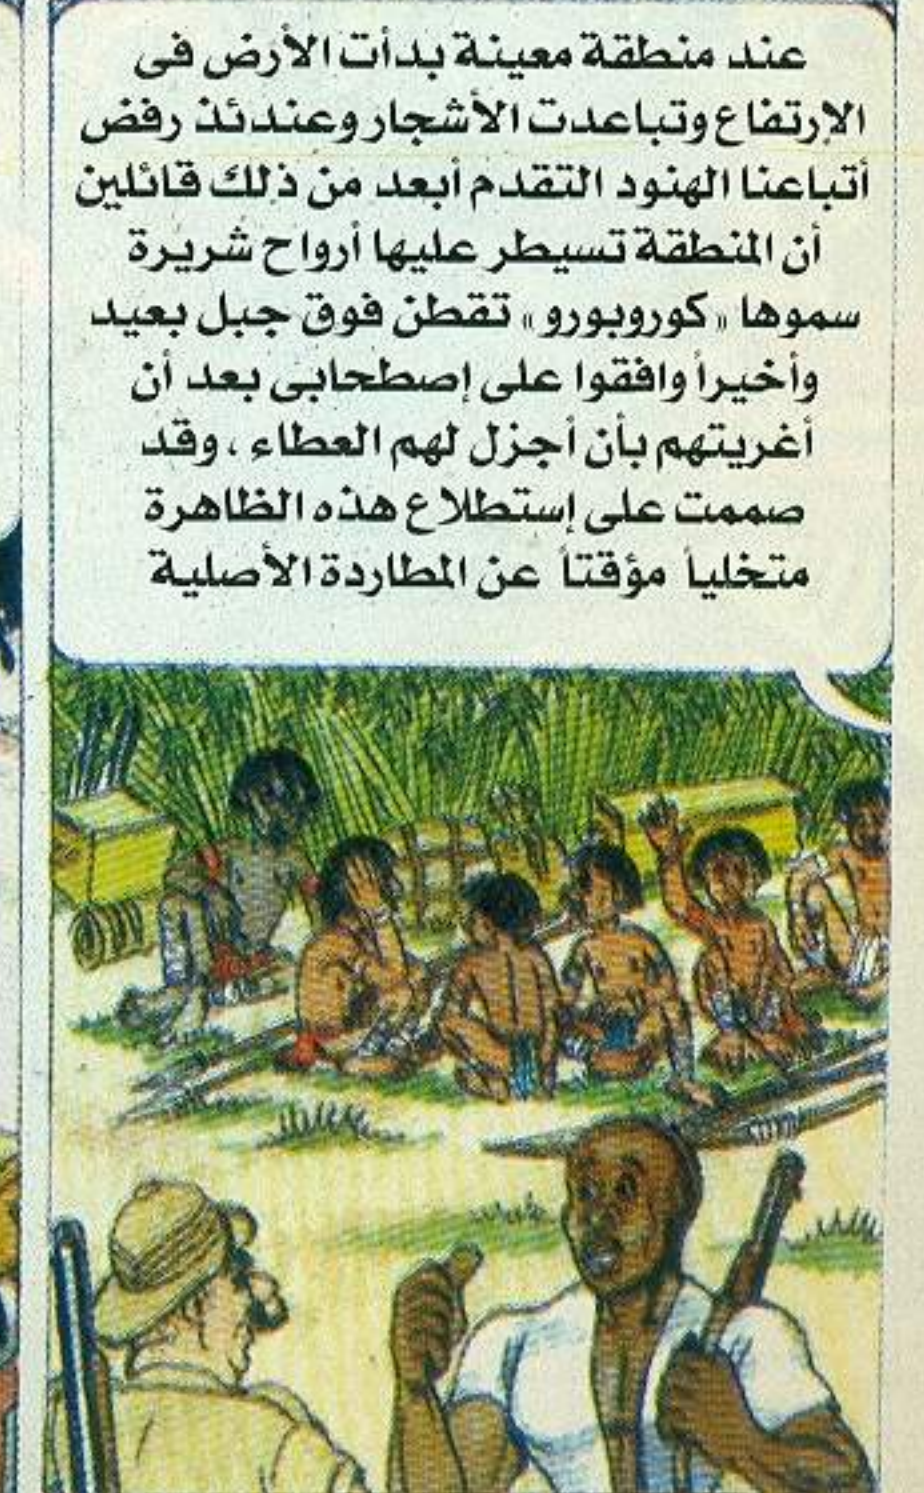 عند منطقة معينة بدأت الأرض فى
الإرتفاع وتباعدت الأشجار وعندئذ رفض
أتباعنا الهنود التقدم أبعد من ذلك قائلين
أن المنطقة تسيطر عليها أرواح شريرة
سموها «كوروبورو» تقطن فوق جبل بعيد
وأخيراً وافقوا على إصطحابى بعد أن
أغريتهم بأن أجزل لهم العطاء ، وقد
صممت على إستطلاع هذه الظاهرة
متخلياً مؤقتاً عن المطاردة الأصلية